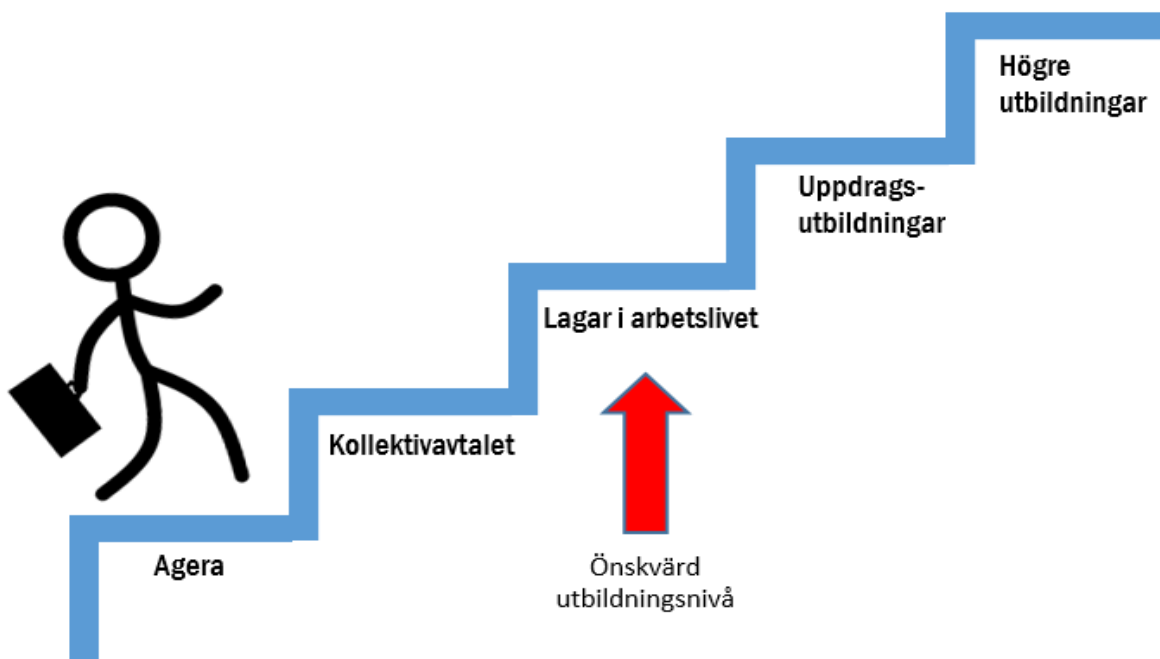 Högre
utbildningar
Uppdrags-
utbildningar
Lagar i arbetslivet
Kollektivavtalet
Agera
Önskvärd
utbildningsnivå